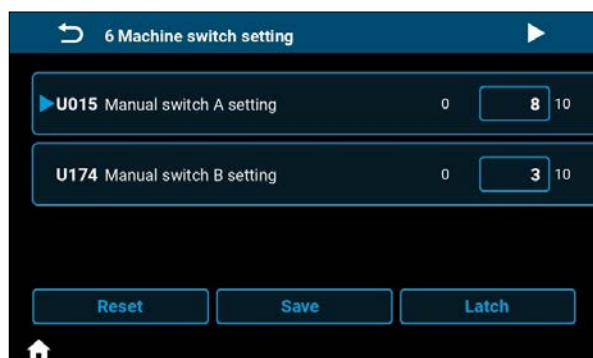 6 Machine switch setting
U015 Manual switch A setting 0 8 10
U174 Manual switch B setting 0 3 10
Reset Save Latch